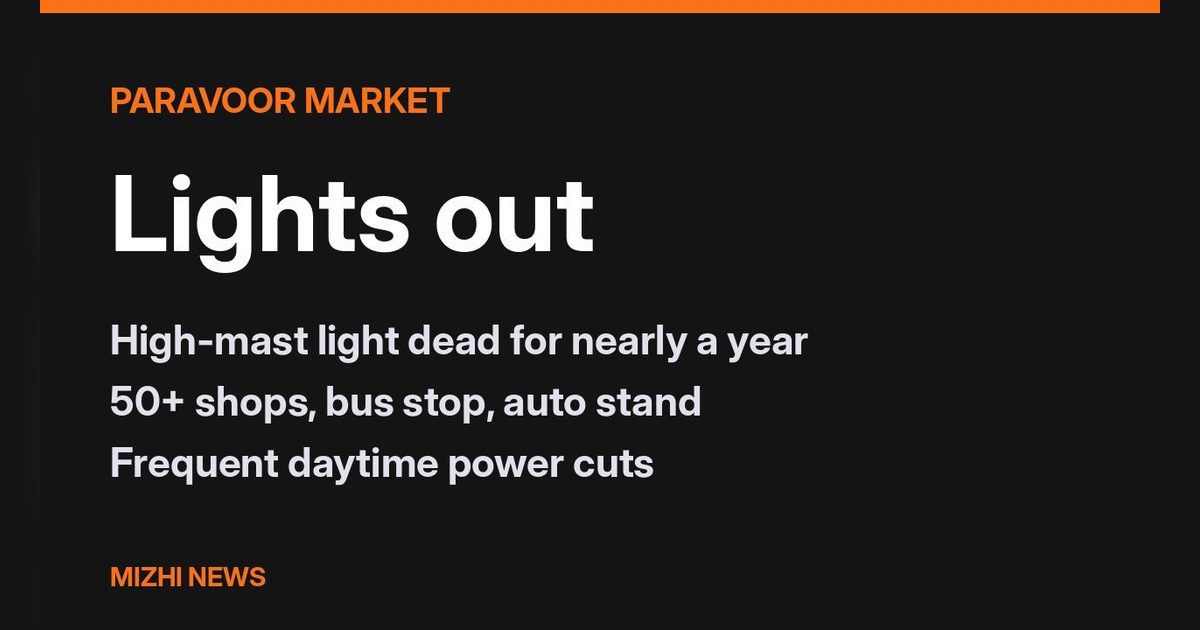 PARAVOOR MARKET
Lights out
High-mast light dead for nearly a year
50+ shops, bus stop, auto stand
Frequent daytime power cuts
MIZHI NEWS